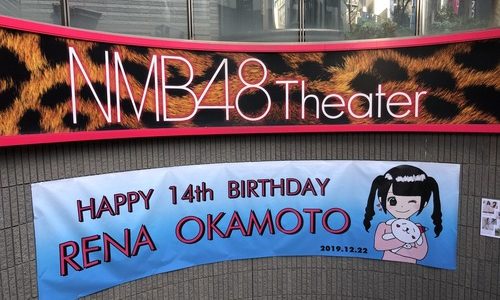 NMB48 Theater
HAPPY 14th BIRTHDAY
RENA OKAMOTO
2019.12.22